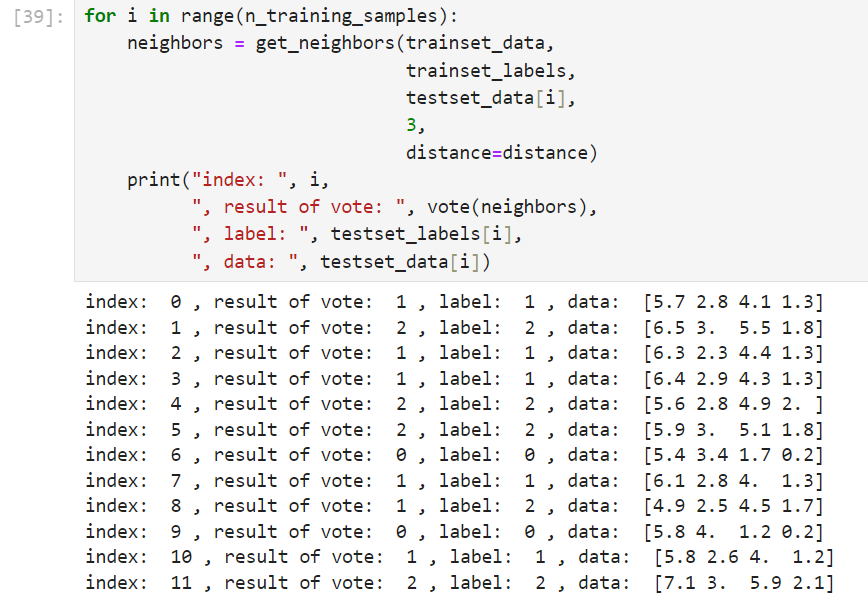 [39]: for i in range(n_training_samples):
    neighbors = get_neighbors(trainset_data,
                              trainset_labels,
                              testset_data[i],
                              3,
                              distance=distance)
    print("index: ", i,
          ", result of vote: ", vote(neighbors),
          ", label: ", testset_labels[i],
          ", data: ", testset_data[i])
index:  0 , result of vote:  1 , label:  1 , data:  [5.7 2.8 4.1 1.3]
index:  1 , result of vote:  2 , label:  2 , data:  [6.5 3.  5.5 1.8]
index:  2 , result of vote:  1 , label:  1 , data:  [6.3 2.3 4.4 1.3]
index:  3 , result of vote:  1 , label:  1 , data:  [6.4 2.9 4.3 1.3]
index:  4 , result of vote:  2 , label:  2 , data:  [5.6 2.8 4.9 2. ]
index:  5 , result of vote:  2 , label:  2 , data:  [5.9 3.  5.1 1.8]
index:  6 , result of vote:  0 , label:  0 , data:  [5.4 3.4 1.7 0.2]
index:  7 , result of vote:  1 , label:  1 , data:  [6.1 2.8 4.  1.3]
index:  8 , result of vote:  1 , label:  2 , data:  [4.9 2.5 4.5 1.7]
index:  9 , result of vote:  0 , label:  0 , data:  [5.8 4.  1.2 0.2]
index:  10 , result of vote:  1 , label:  1 , data:  [5.8 2.6 4.  1.2]
index:  11 , result of vote:  2 , label:  2 , data:  [7.1 3.  5.9 2.1]